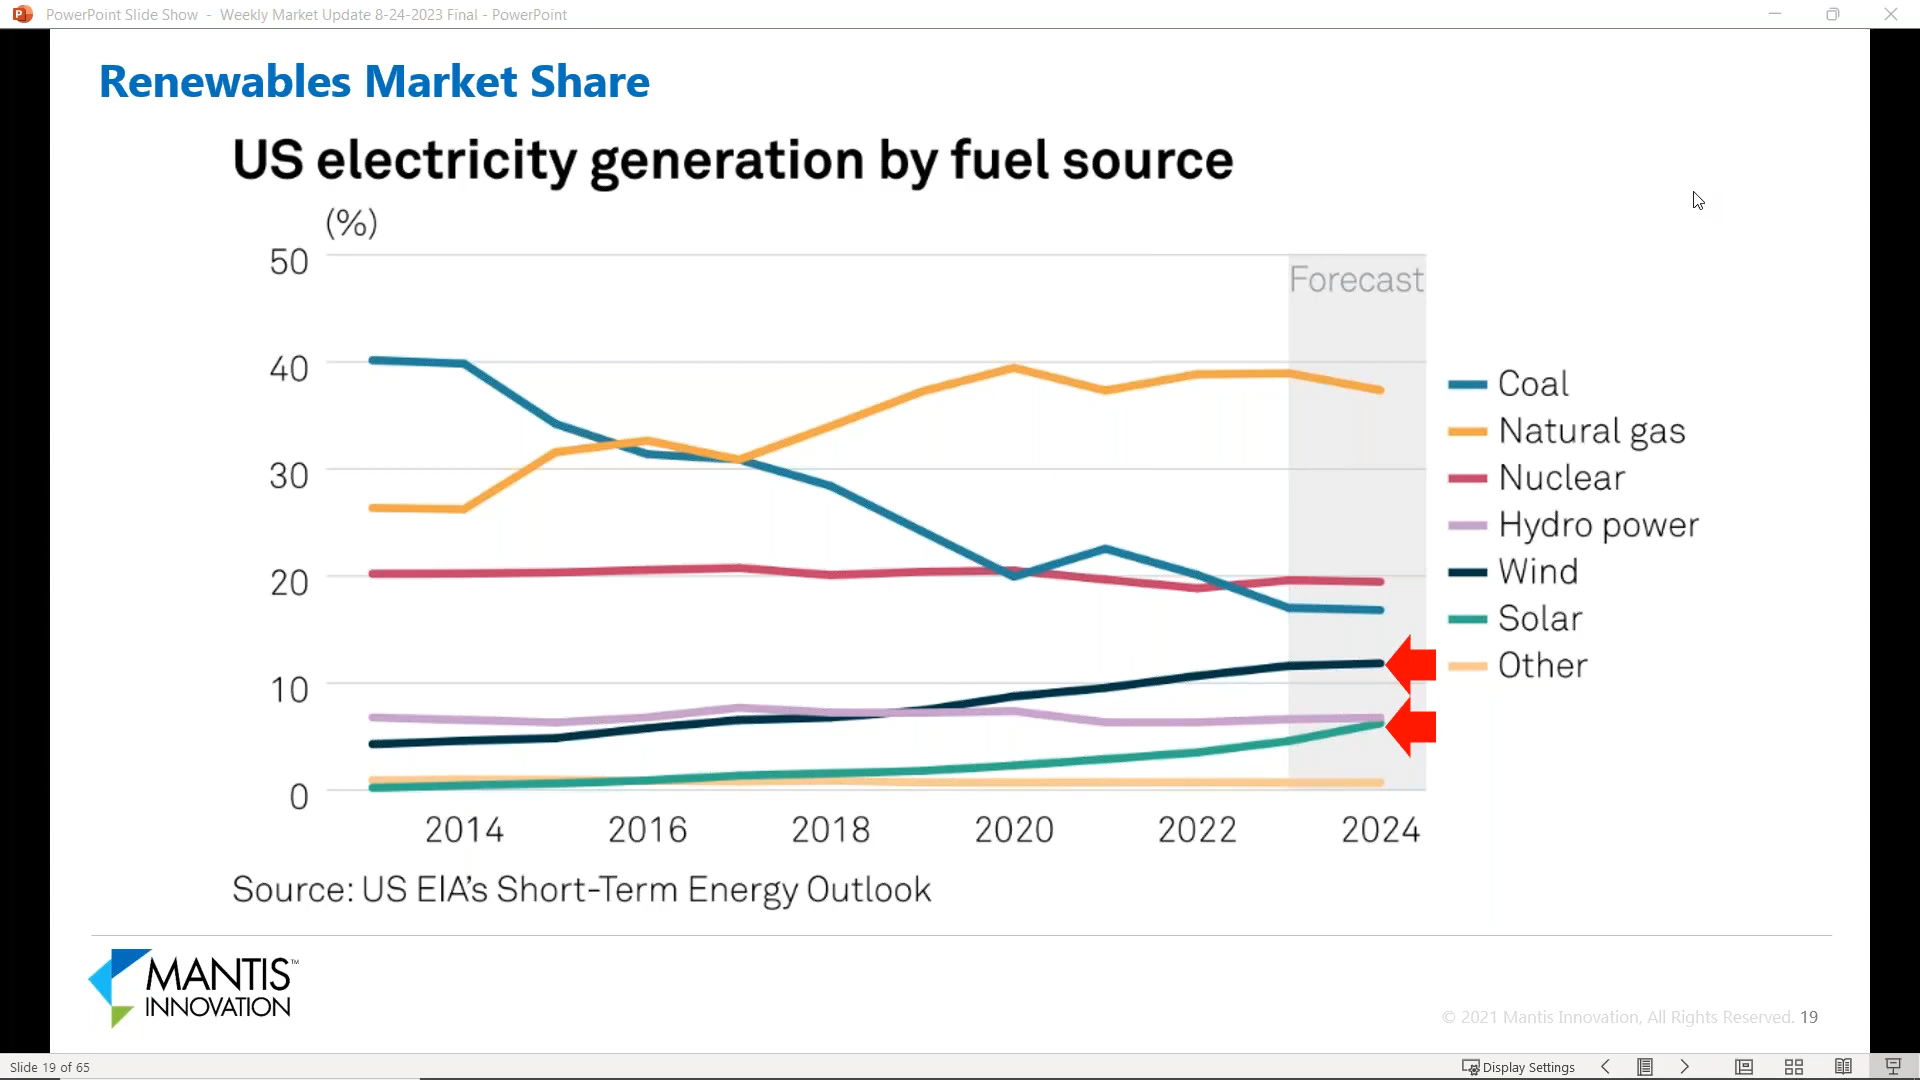 PowerPoint Slide Show - Weekly Market Update 8-24-2023 Final - PowerPoint
Renewables Market Share
US electricity generation by fuel source
(%)
50
Forecast
40
30
20
10
0
2014 2016 2018 2020 2022 2024
Coal
Natural gas
Nuclear
Hydro power
Wind
Solar
Other
Source: US EIA's Short-Term Energy Outlook
MANTIS™
INNOVATION
© 2021 Mantis Innovation, All Rights Reserved. 19
Slide 19 of 65
Display Settings